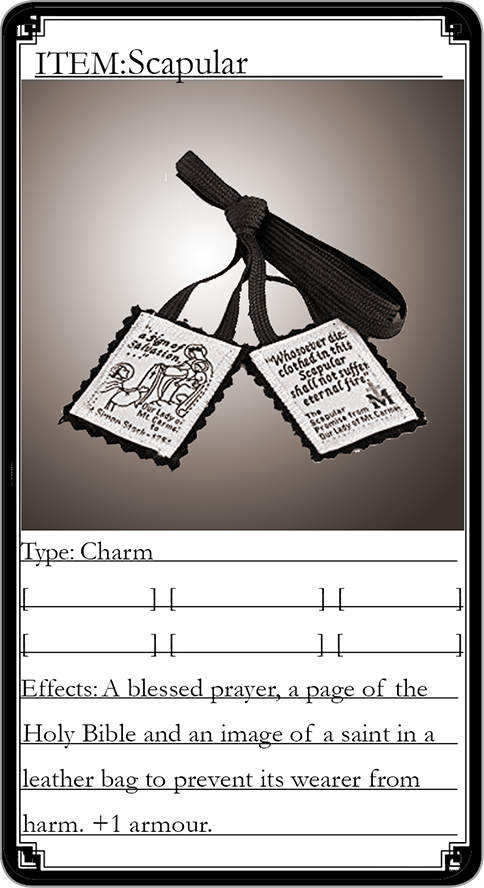 ITEM:Scapular
"... a sign of
Salvation,
...."
Our Lady of
Mt. Carmel
to
St. Simon Stock-
"Whosoever dies
clothed in this
Scapular
shall not suffer
eternal fire."
The
Scapular
Promise from
Our Lady of Mt. Carmel
M
Type: Charm
[ ] [ ] [ ]
[ ] [ ] [ ]
Effects: A blessed prayer, a page of the
Holy Bible and an image of a saint in a
leather bag to prevent its wearer from
harm. +1 armour.